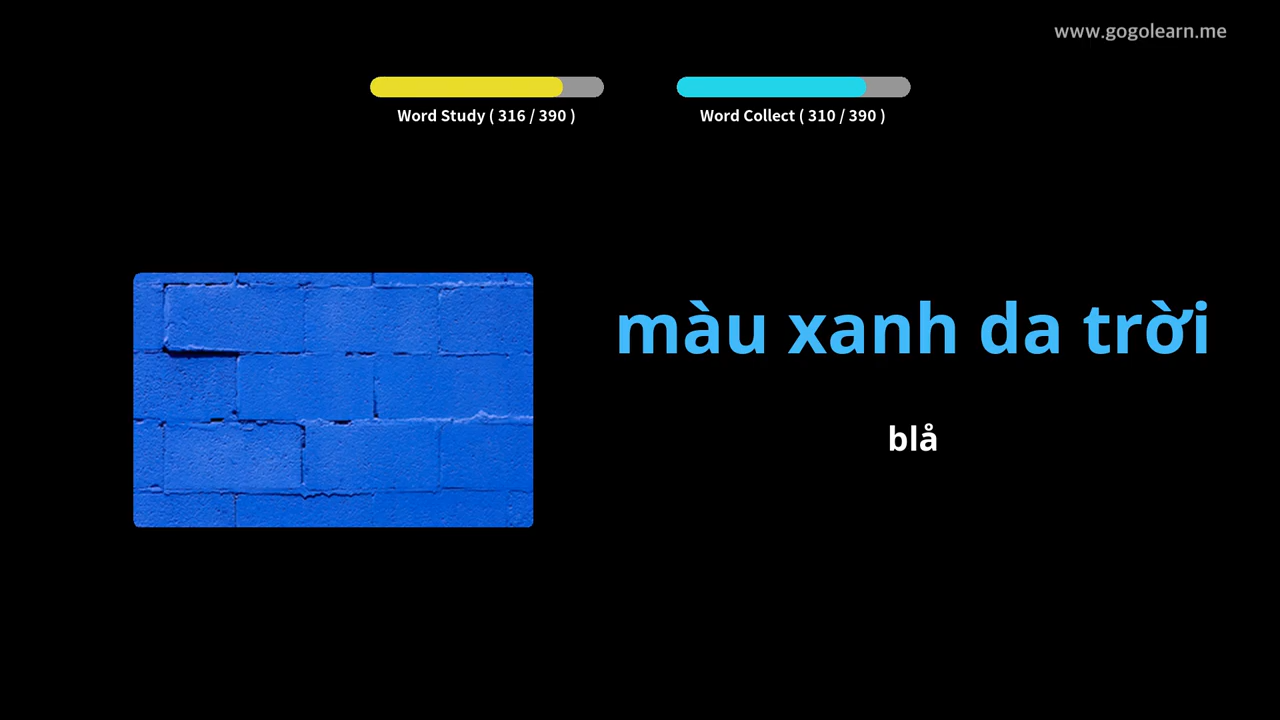 www.gogolearn.me
Word Study ( 316 / 390 )
Word Collect ( 310 / 390 )
màu xanh da trời
blå